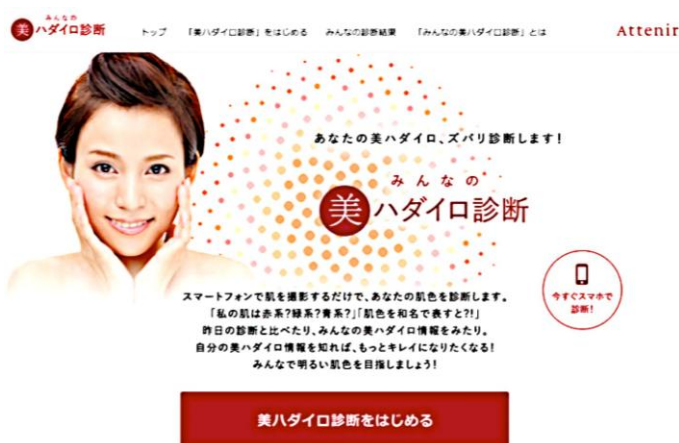 みんなの
美 ハダイロ診断
トップ 「美ハダイロ診断」をはじめる みんなの診断結果 「みんなの美ハダイロ診断」とは
Attenir
あなたの美ハダイロ、ズバリ診断します!
みんなの
美 ハダイロ診断
スマートフォンで肌を撮影するだけで、あなたの肌色を診断します。
「私の肌は赤系?緑系?青系?」「肌色を和名で表すと?!」
昨日の診断と比べたり、みんなの美ハダイロ情報をみたり。
自分の美ハダイロ情報を知れば、もっとキレイになりたくなる!
みんなで明るい肌色を目指しましょう!
今すぐスマホで
診断!
美ハダイロ診断をはじめる